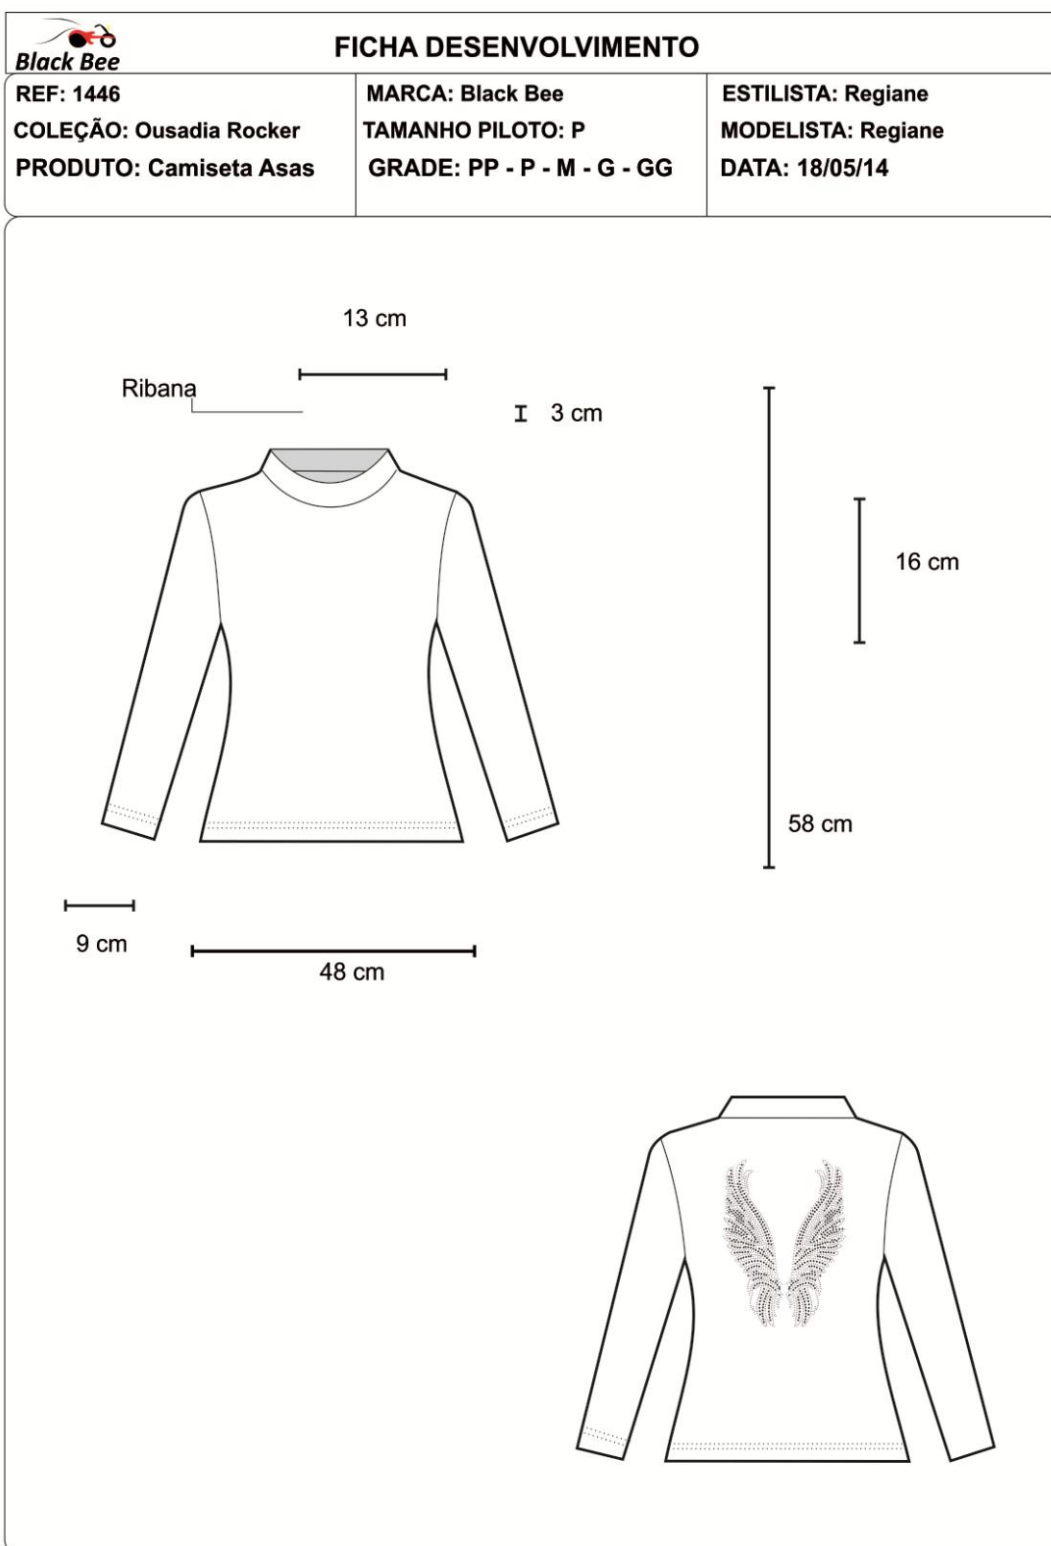 Black Bee
FICHA DESENVOLVIMENTO
REF: 1446
COLEÇÃO: Ousadia Rocker
PRODUTO: Camiseta Asas
MARCA: Black Bee
TAMANHO PILOTO: P
GRADE: PP - P - M - G - GG
ESTILISTA: Regiane
MODELISTA: Regiane
DATA: 18/05/14
13 cm
Ribana
3 cm
16 cm
58 cm
9 cm
48 cm